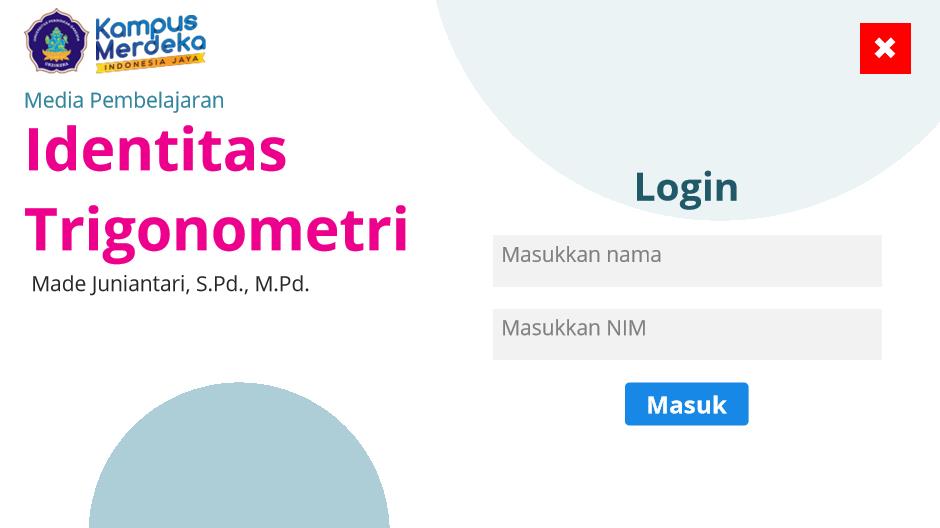 Kampus
Merdeka
INDONESIA JAYA
Media Pembelajaran
Identitas
Trigonometri
Made Juniantari, S.Pd., M.Pd.
Login
Masukkan nama
Masukkan NIM
Masuk